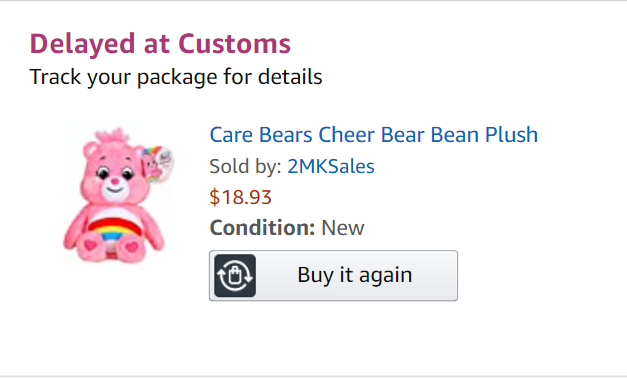 Delayed at Customs
Track your package for details
Care Bears Cheer Bear Bean Plush
Sold by: 2MKSales
$18.93
Condition: New
Buy it again